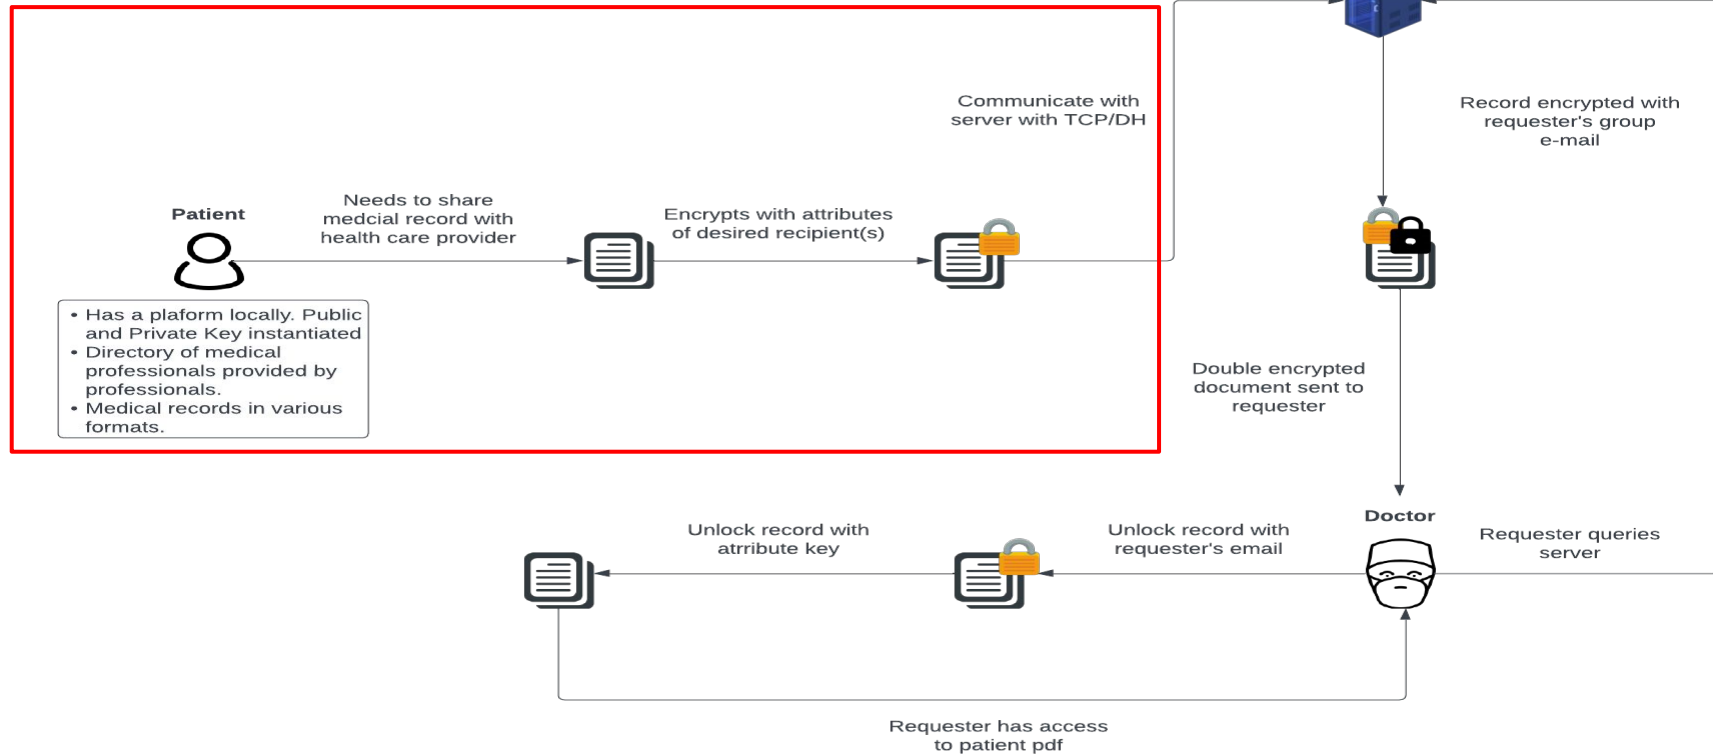 Communicate with
server with TCP/DH
Record encrypted with
requester's group
e-mail
Patient
Needs to share
medcial record with
health care provider
Encrypts with attributes
of desired recipient(s)
• Has a plaform locally. Public
and Private Key instantiated
• Directory of medical
professionals provided by
professionals.
• Medical records in various
formats.
Double encrypted
document sent to
requester
Doctor
Unlock record with
atrribute key
Unlock record with
requester's email
Requester queries
server
Requester has access
to patient pdf